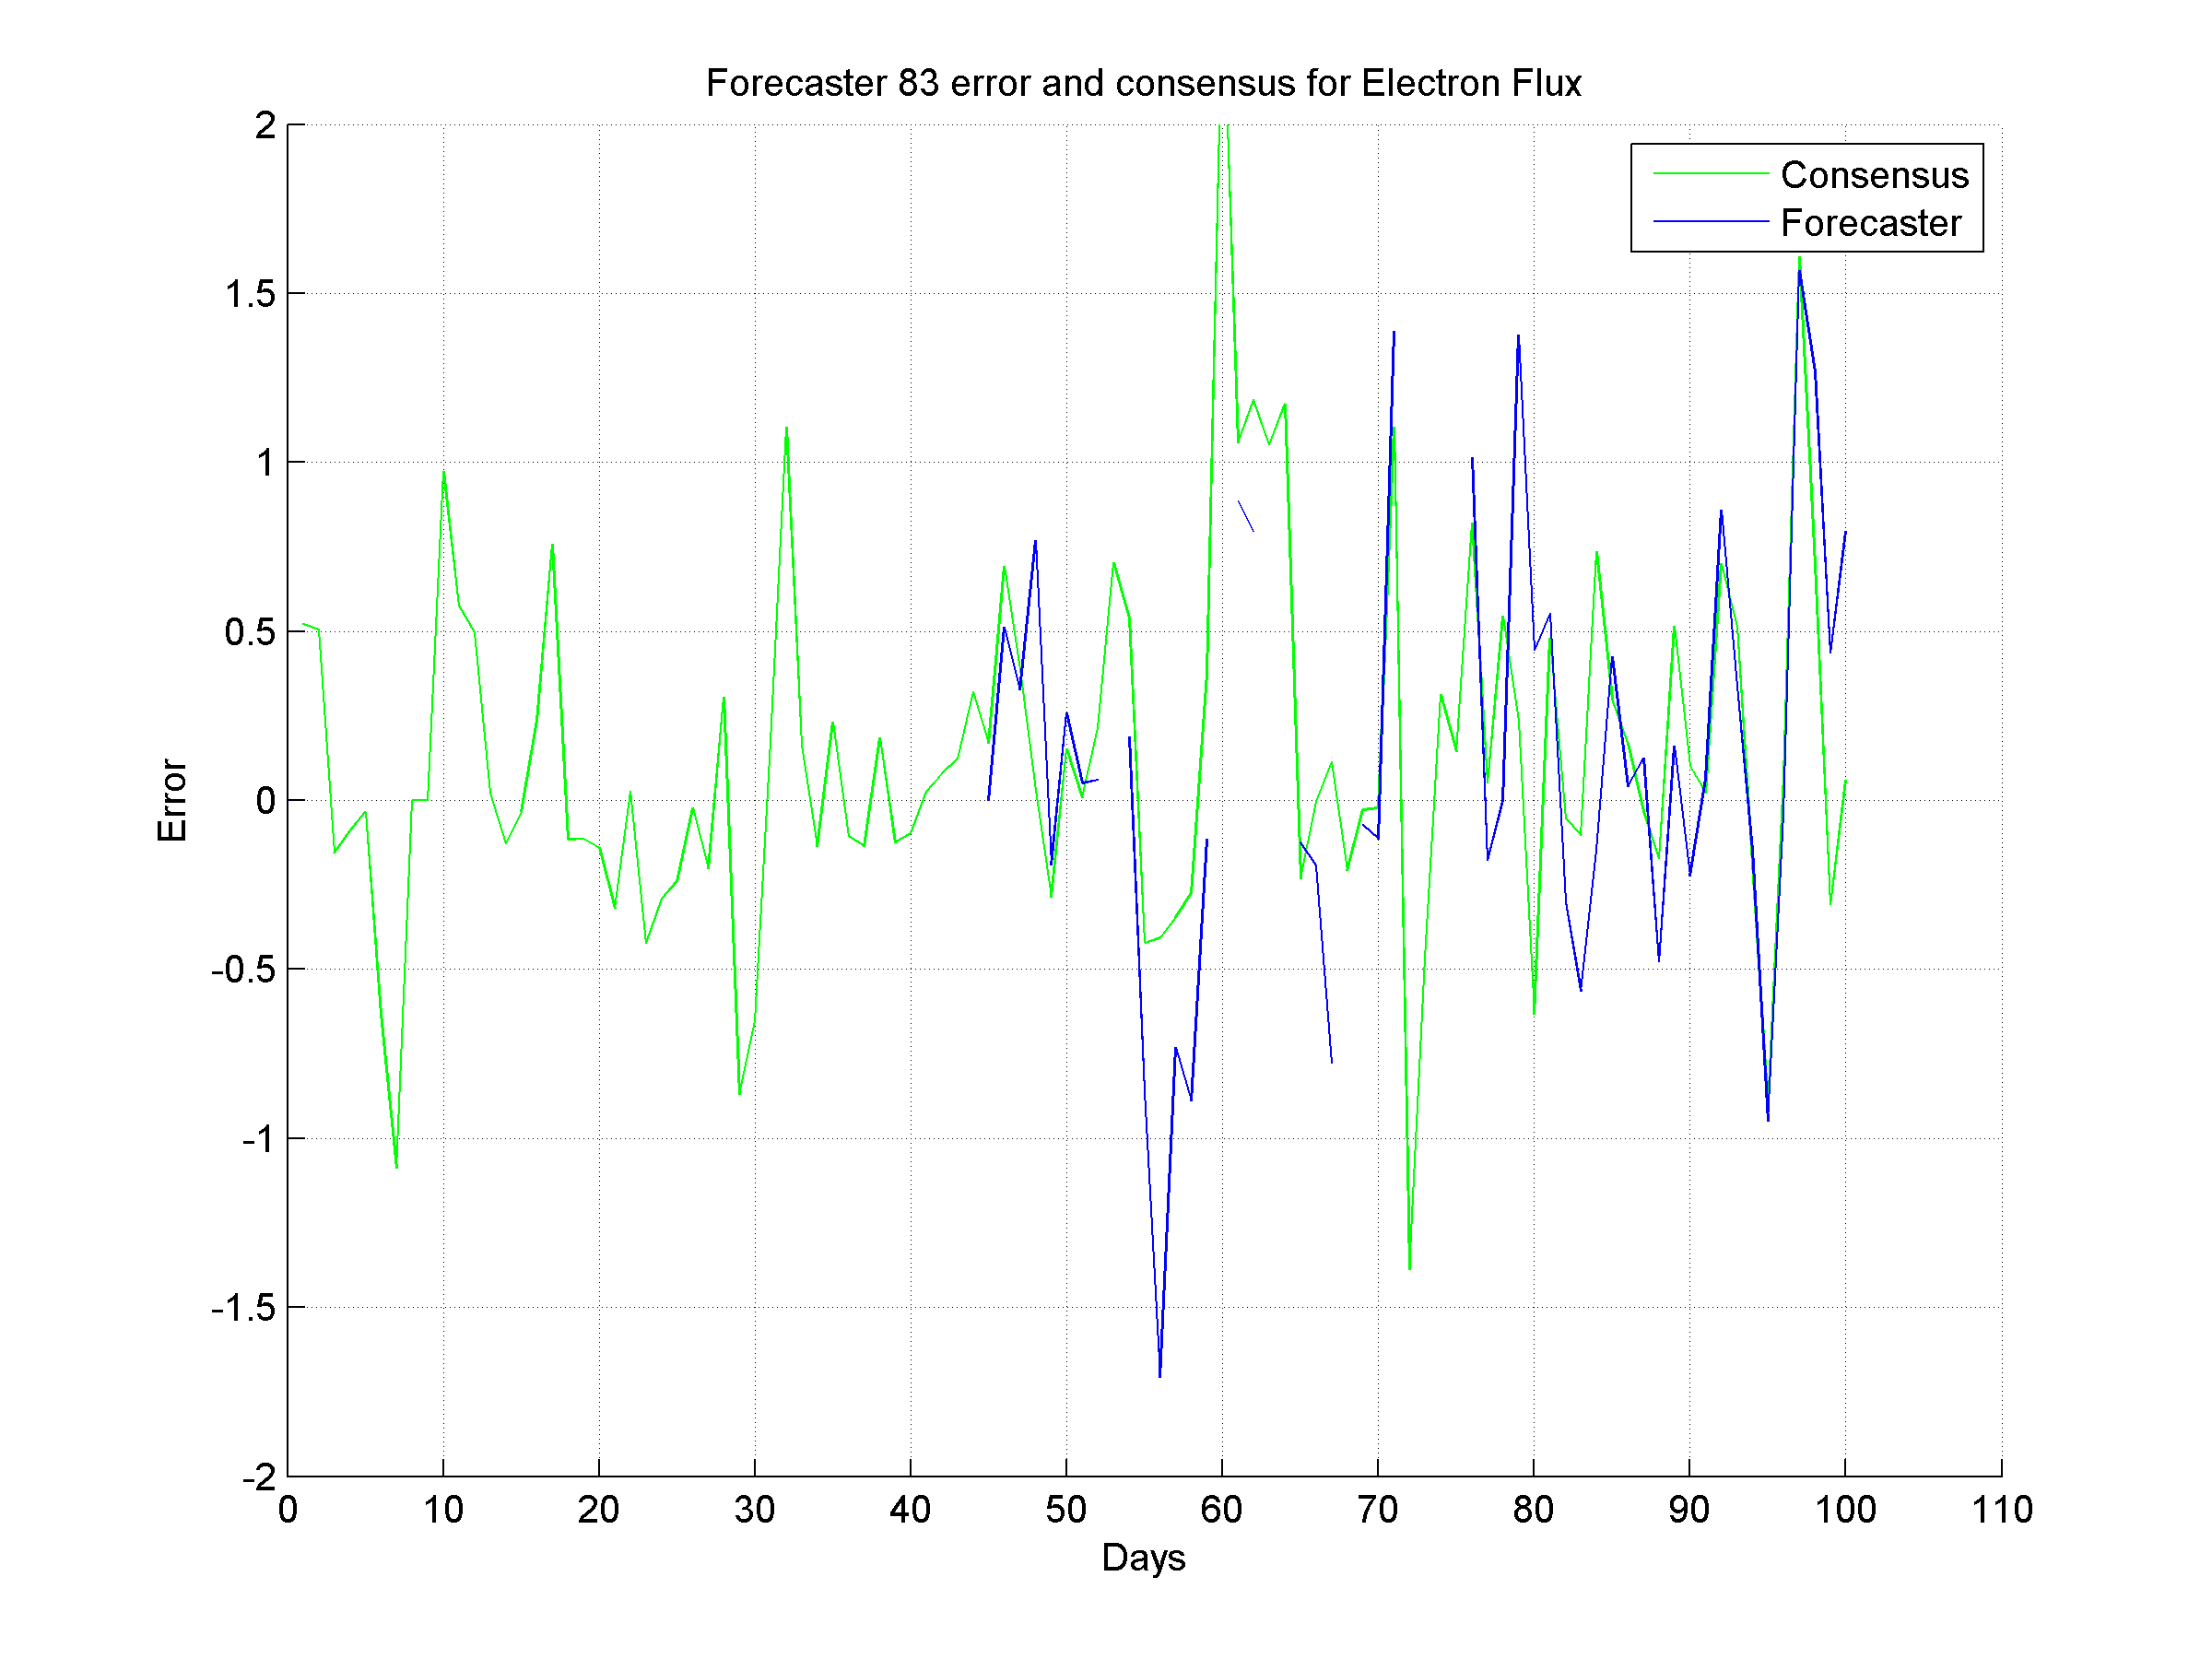 Forecaster 83 error and consensus for Electron Flux
2
1.5
1
0.5
0
-0.5
-1
-1.5
-2
Error
Consensus
Forecaster
0 10 20 30 40 50 60 70 80 90 100 110
Days